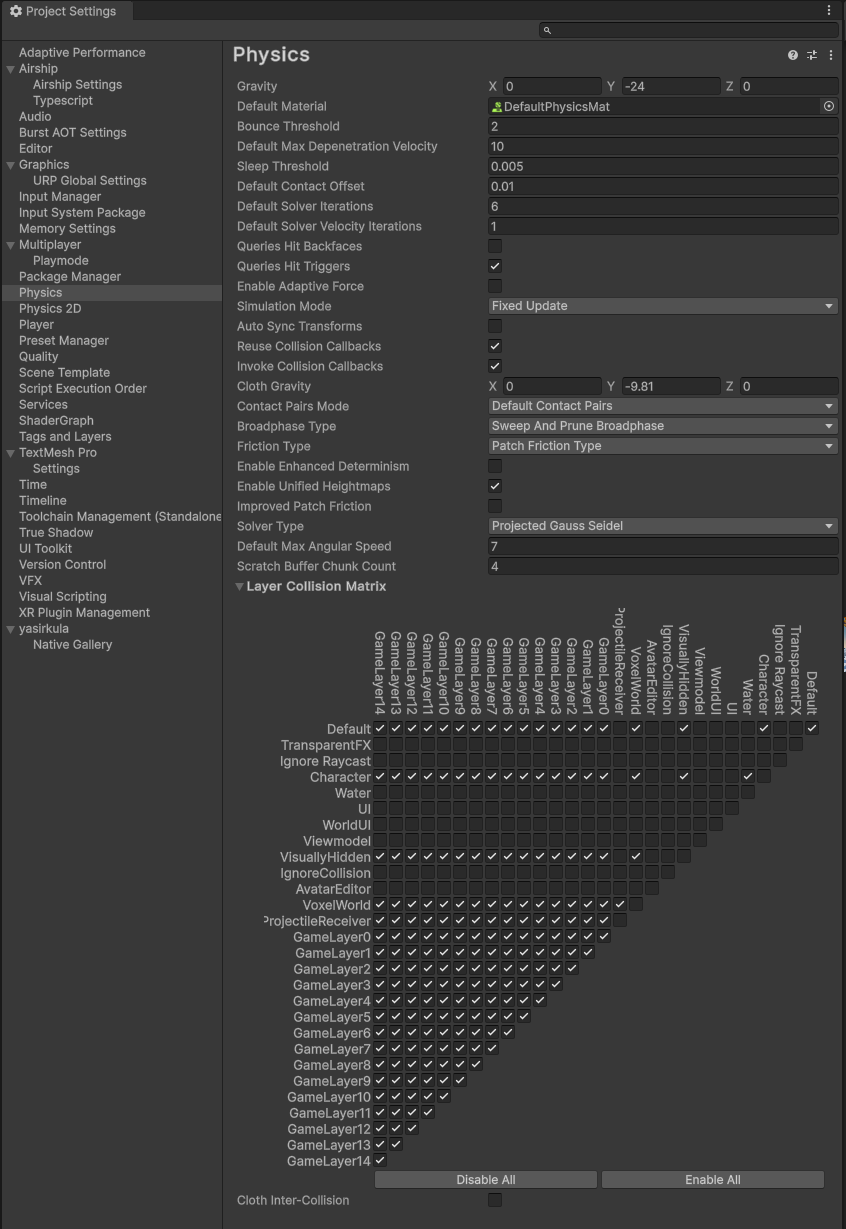 Project Settings
Adaptive Performance
Airship
Airship Settings
Typescript
Audio
Burst AOT Settings
Editor
Graphics
URP Global Settings
Input Manager
Input System Package
Memory Settings
Multiplayer
Playmode
Package Manager
Physics
Physics 2D
Player
Preset Manager
Quality
Scene Template
Script Execution Order
Services
ShaderGraph
Tags and Layers
TextMesh Pro
Settings
Time
Timeline
Toolchain Management (Standalone
True Shadow
UI Toolkit
Version Control
VFX
Visual Scripting
XR Plugin Management
yasirkula
Native Gallery
Physics
Gravity X 0 Y -24 Z 0
Default Material DefaultPhysicsMat
Bounce Threshold 2
Default Max Depenetration Velocity 10
Sleep Threshold 0.005
Default Contact Offset 0.01
Default Solver Iterations 6
Default Solver Velocity Iterations 1
Queries Hit Backfaces
Queries Hit Triggers
Enable Adaptive Force
Simulation Mode Fixed Update
Auto Sync Transforms
Reuse Collision Callbacks
Invoke Collision Callbacks
Cloth Gravity X 0 Y -9.81 Z 0
Contact Pairs Mode Default Contact Pairs
Broadphase Type Sweep And Prune Broadphase
Friction Type Patch Friction Type
Enable Enhanced Determinism
Enable Unified Heightmaps
Improved Patch Friction
Solver Type Projected Gauss Seidel
Default Max Angular Speed 7
Scratch Buffer Chunk Count 4
Layer Collision Matrix
GameLayer14
GameLayer13
GameLayer12
GameLayer11
GameLayer10
GameLayer9
GameLayer8
GameLayer7
GameLayer6
GameLayer5
GameLayer4
GameLayer3
GameLayer2
GameLayer1
GameLayer0
ProjectileReceiver
VoxelWorld
AvatarEditor
IgnoreCollision
VisuallyHidden
Viewmodel
WorldUI
UI
Water
Character
Ignore Raycast
TransparentFX
Default
Default
TransparentFX
Ignore Raycast
Character
Water
UI
WorldUI
Viewmodel
VisuallyHidden
IgnoreCollision
AvatarEditor
VoxelWorld
ProjectileReceiver
GameLayer0
GameLayer1
GameLayer2
GameLayer3
GameLayer4
GameLayer5
GameLayer6
GameLayer7
GameLayer8
GameLayer9
GameLayer10
GameLayer11
GameLayer12
GameLayer13
GameLayer14
Disable All Enable All
Cloth Inter-Collision